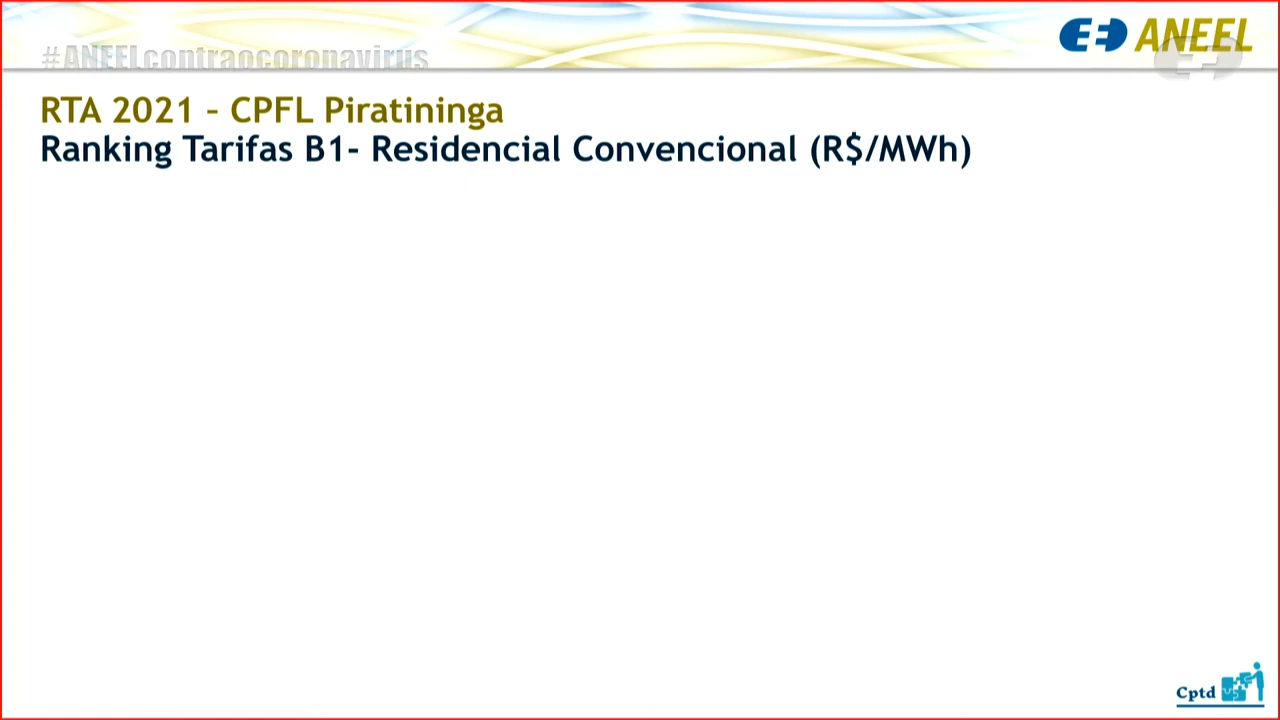 #ANEELcontraocoronavirus
ANEEL
RTA 2021 – CPFL Piratininga
Ranking Tarifas B1- Residencial Convencional (R$/MWh)
Cptd